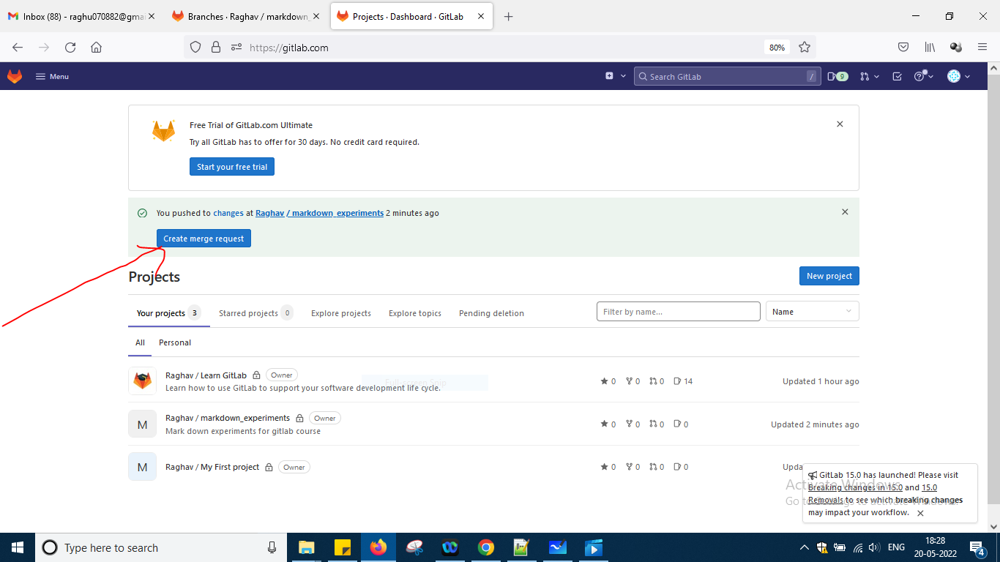 Inbox (88) - raghu070882@gmai
Branches · Raghav / markdown_
Projects · Dashboard · GitLab
https://gitlab.com
80%
Menu
Search GitLab
/
9
Free Trial of GitLab.com Ultimate
Try all GitLab has to offer for 30 days. No credit card required.
Start your free trial
You pushed to changes at Raghav / markdown_experiments 2 minutes ago
Create merge request
Projects
New project
Your projects 3
Starred projects 0
Explore projects
Explore topics
Pending deletion
Filter by name...
Name
All
Personal
Raghav / Learn GitLab Owner
Learn how to use GitLab to support your software development life cycle.
0 0 0 14
Updated 1 hour ago
Full-screen Snip
M
Raghav / markdown_experiments Owner
Mark down experiments for gitlab course
0 0 0 0
Updated 2 minutes ago
M
Raghav / My First project Owner
0 0 0 0
Upda
GitLab 15.0 has launched! Please visit
Breaking changes in 15.0 and 15.0
Removals to see which breaking changes
may impact your workflow.
Activate Windows
Go to Settings to activate Windows.
Type here to search
ENG
18:28
20-05-2022
4